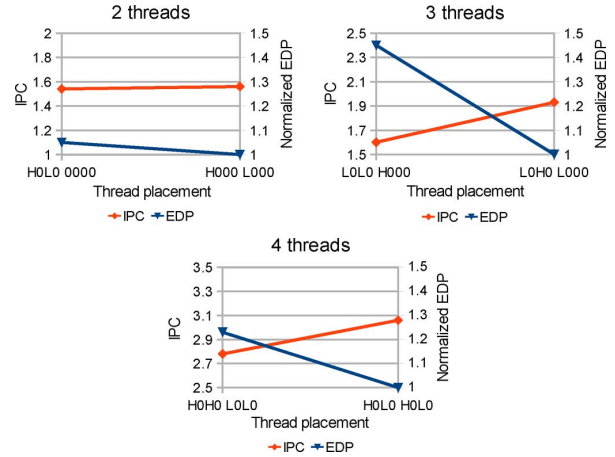 2 threads
2
1.8
1.6
1.4
1.2
1
IPC
1.5
1.4
1.3
1.2
1.1
1
Normalized EDP
H0L0 0000 H000 L000
Thread placement
IPC EDP
3 threads
2.5
2.3
2.1
1.9
1.7
1.5
IPC
1.5
1.4
1.3
1.2
1.1
1
Normalized EDP
L0L0 H000 L0H0 L000
Thread placement
IPC EDP
4 threads
3.5
3.3
3.1
2.9
2.7
2.5
IPC
1.5
1.4
1.3
1.2
1.1
1
Normalized EDP
H0H0 L0L0 H0L0 H0L0
Thread placement
IPC EDP